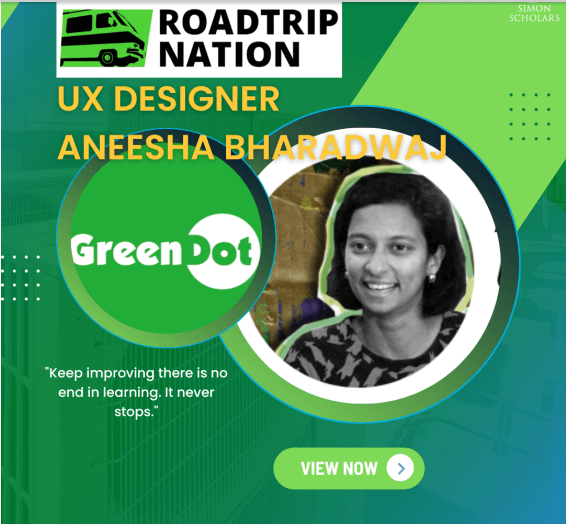 SIMON
SCHOLARS
ROADTRIP
NATION
UX DESIGNER
ANEESHA BHARADWAJ
GreenDot
"Keep improving there is no
end in learning. It never
stops."
VIEW NOW